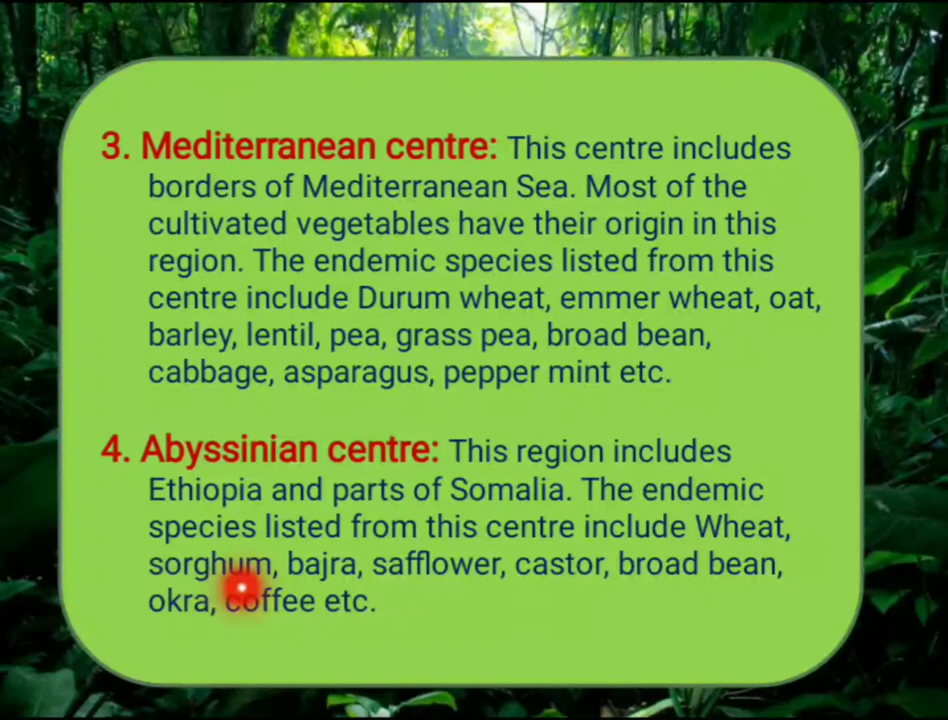 3. Mediterranean centre: This centre includes
borders of Mediterranean Sea. Most of the
cultivated vegetables have their origin in this
region. The endemic species listed from this
centre include Durum wheat, emmer wheat, oat,
barley, lentil, pea, grass pea, broad bean,
cabbage, asparagus, pepper mint etc.
4. Abyssinian centre: This region includes
Ethiopia and parts of Somalia. The endemic
species listed from this centre include Wheat,
sorghum, bajra, safflower, castor, broad bean,
okra, coffee etc.